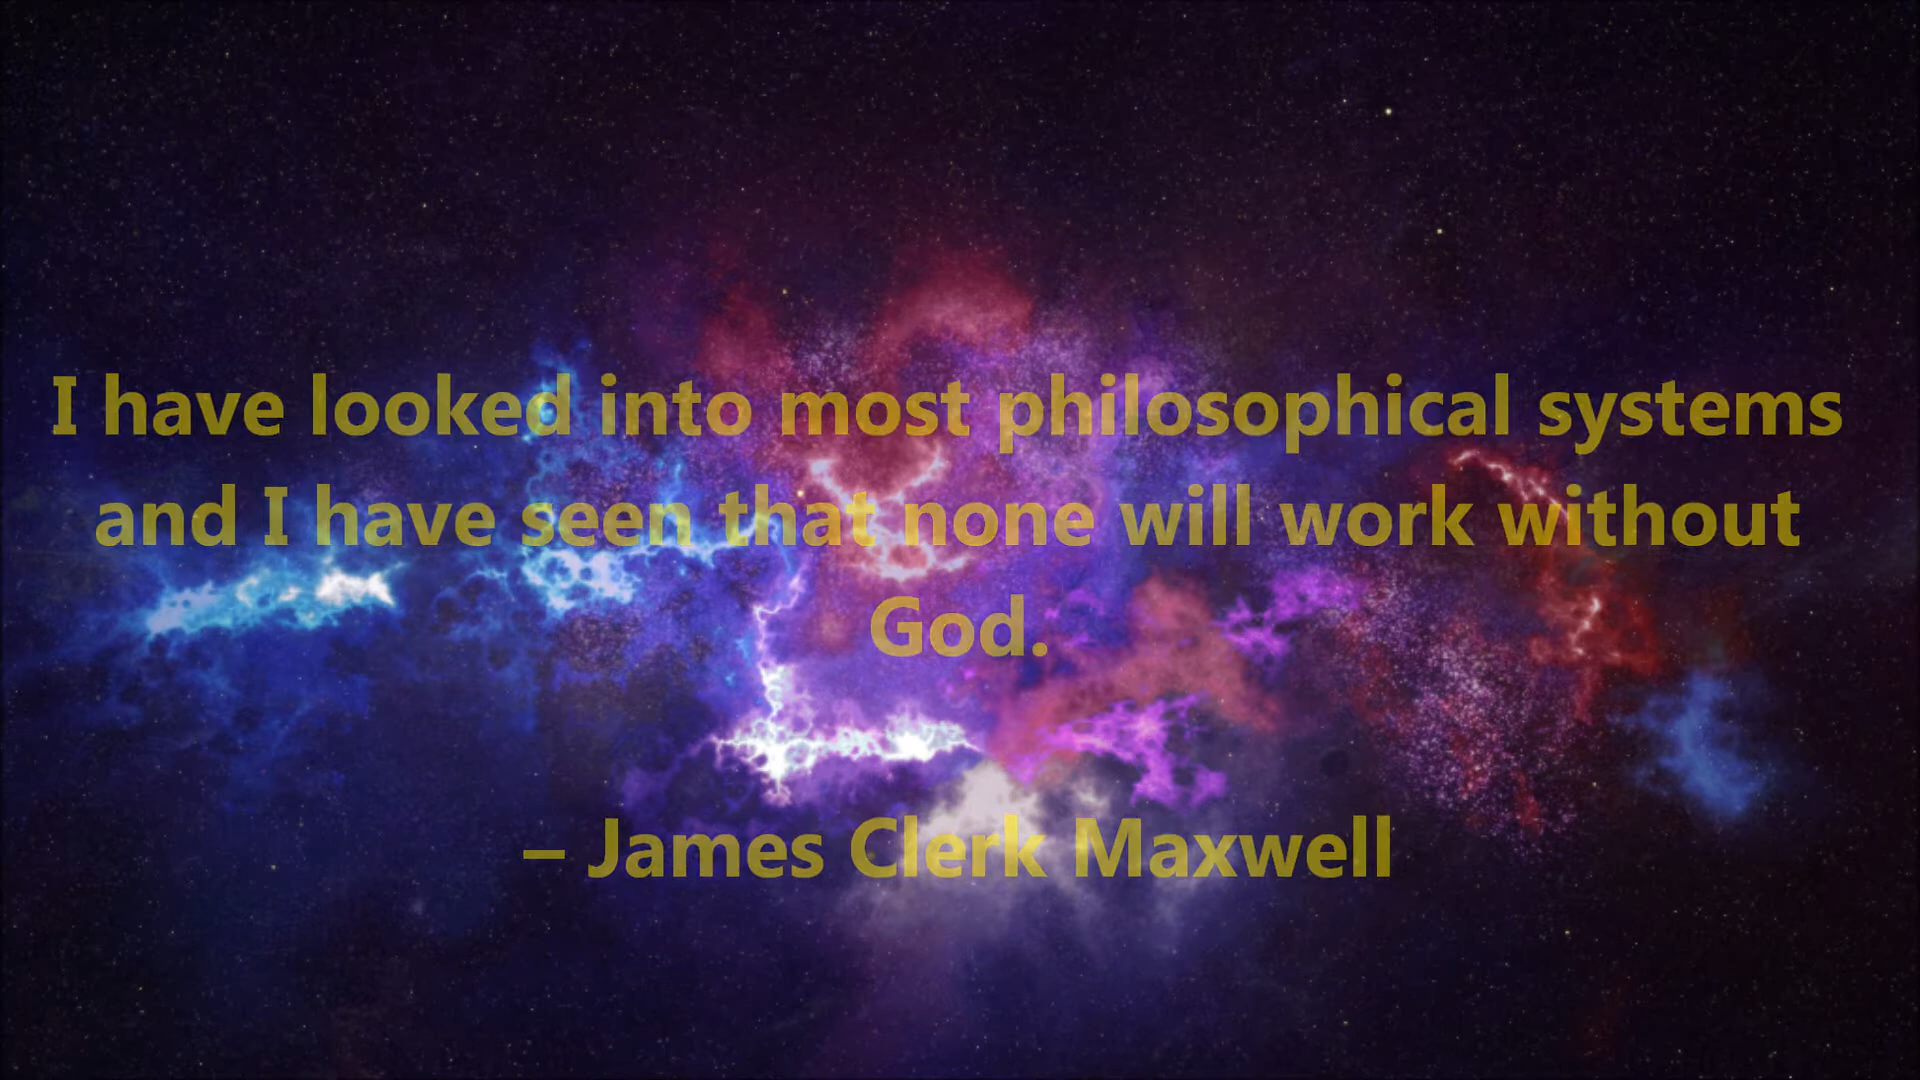 I have looked into most philosophical systems
and I have seen that none will work without
God.
– James Clerk Maxwell